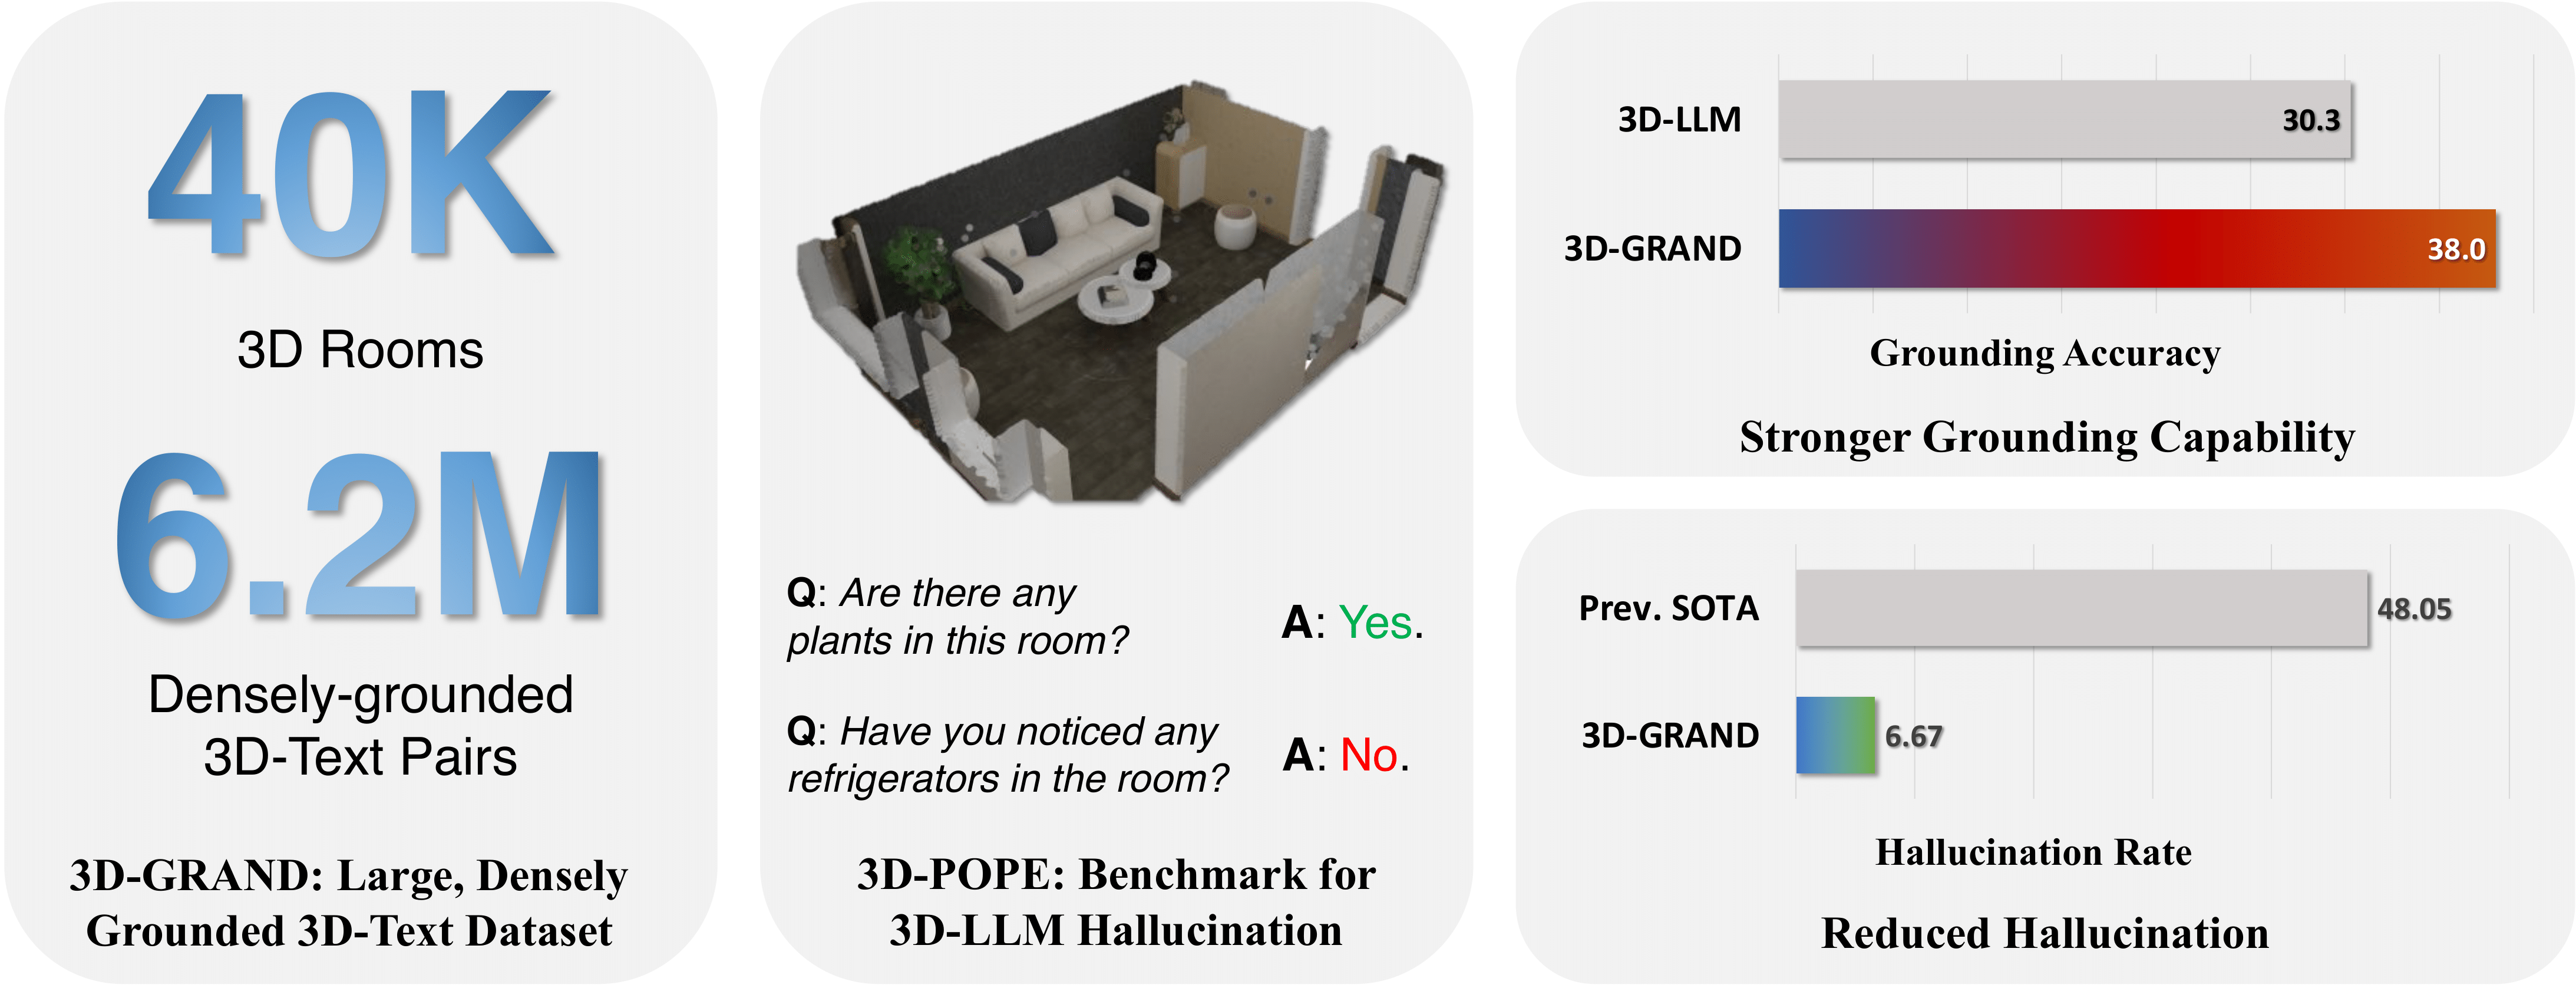 40K
3D Rooms
6.2M
Densely-grounded
3D-Text Pairs
3D-GRAND: Large, Densely
Grounded 3D-Text Dataset
Q: Are there any
plants in this room?
A: Yes.
Q: Have you noticed any
refrigerators in the room?
A: No.
3D-POPE: Benchmark for
3D-LLM Hallucination
3D-LLM
30.3
3D-GRAND
38.0
Grounding Accuracy
Stronger Grounding Capability
Prev. SOTA
48.05
3D-GRAND
6.67
Hallucination Rate
Reduced Hallucination